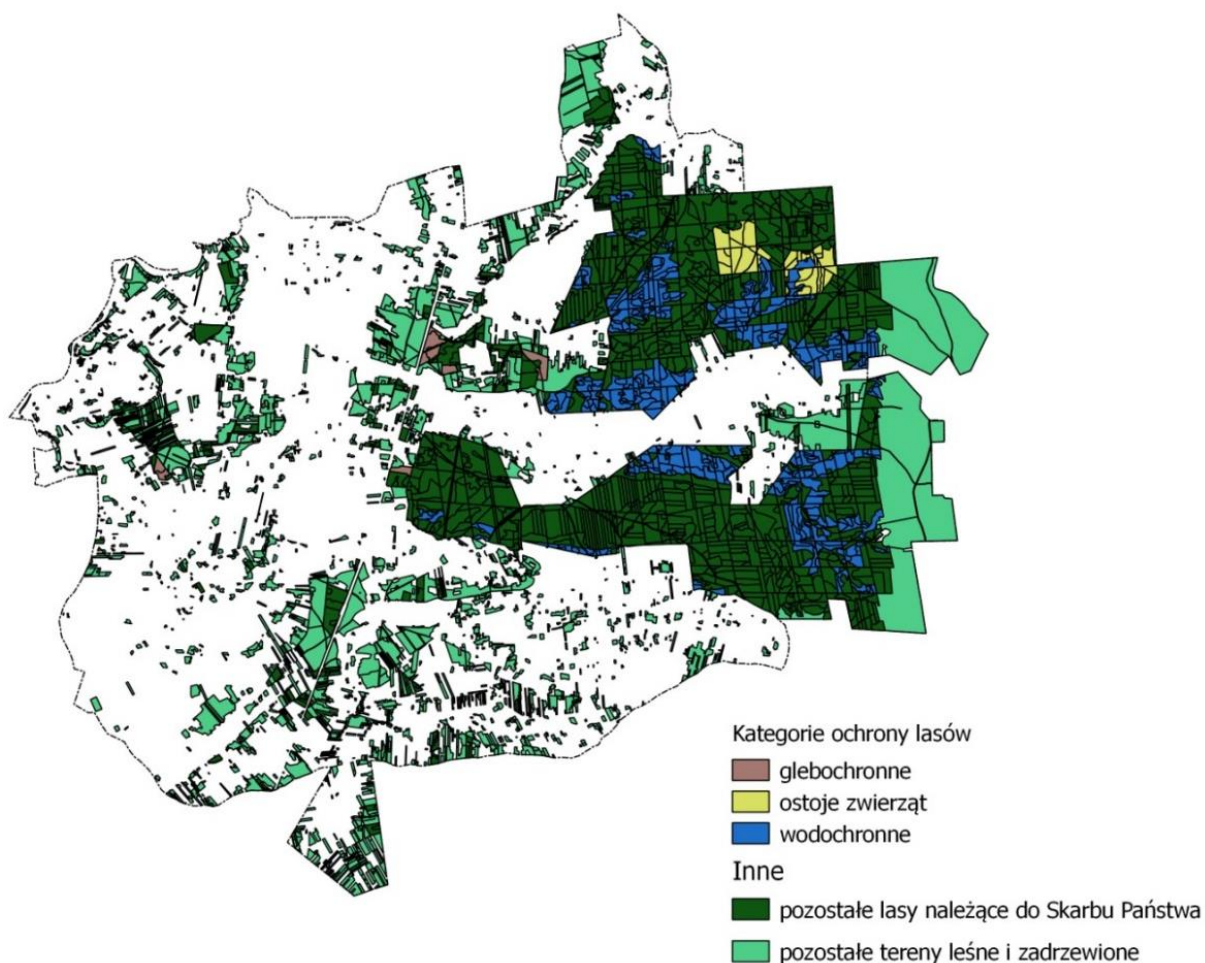 Kategorie ochrony lasów
glebochronne
ostoje zwierząt
wodochronne
Inne
pozostałe lasy należące do Skarbu Państwa
pozostałe tereny leśne i zadrzewione